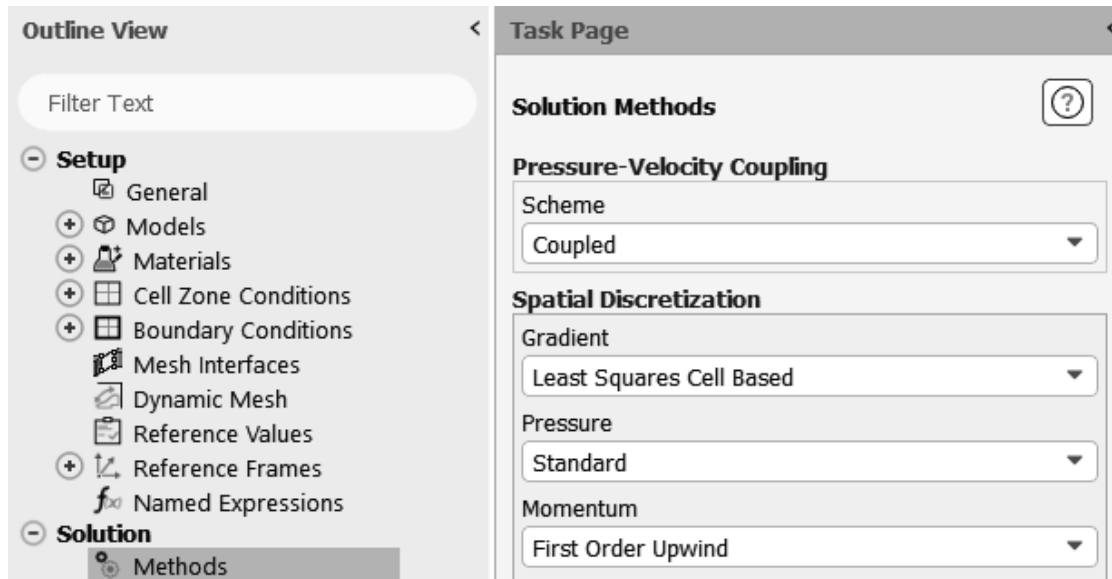 Outline View
Filter Text
Setup
General
Models
Materials
Cell Zone Conditions
Boundary Conditions
Mesh Interfaces
Dynamic Mesh
Reference Values
Reference Frames
Named Expressions
Solution
Methods
Task Page
Solution Methods
Pressure-Velocity Coupling
Scheme
Coupled
Spatial Discretization
Gradient
Least Squares Cell Based
Pressure
Standard
Momentum
First Order Upwind